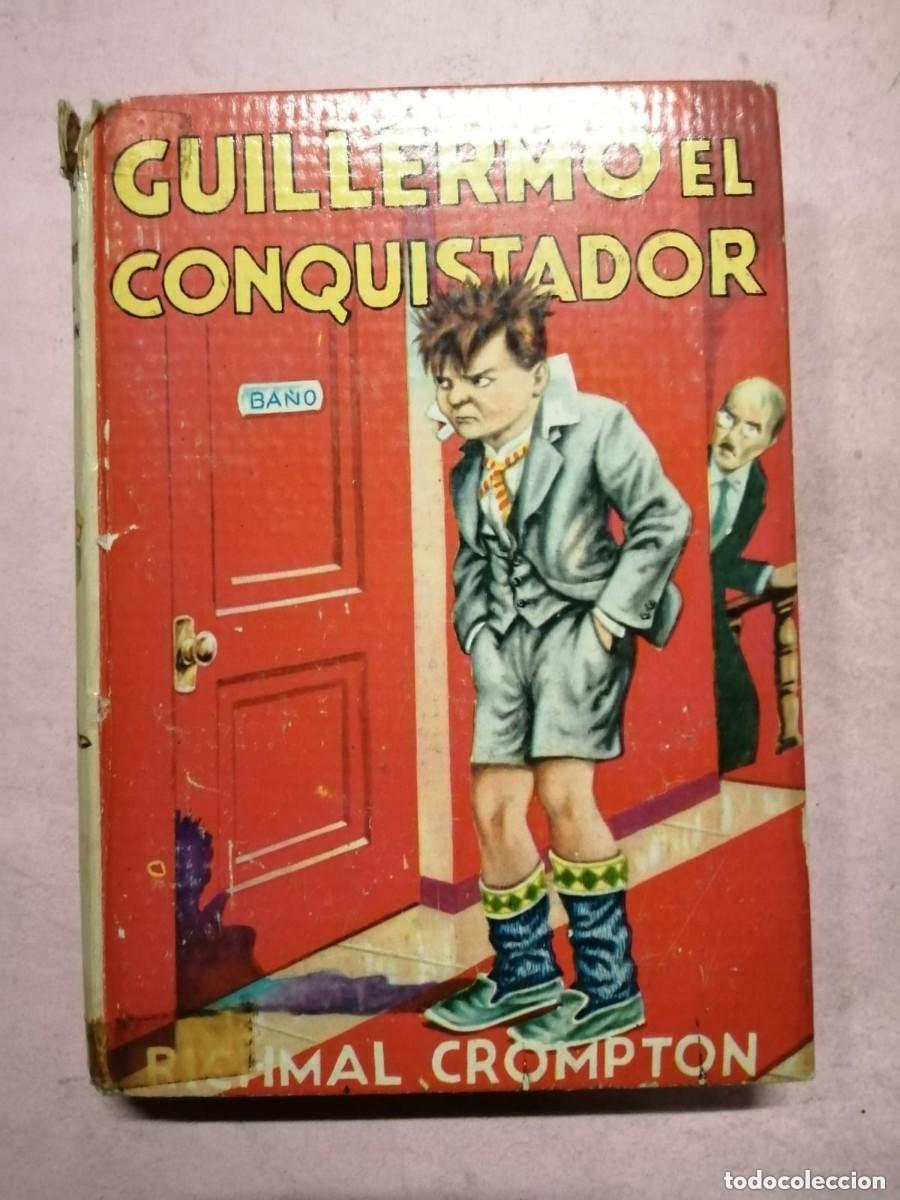 GUILLERMO EL
CONQUISTADOR
BAÑO
RICHMAL CROMPTON
todocoleccion